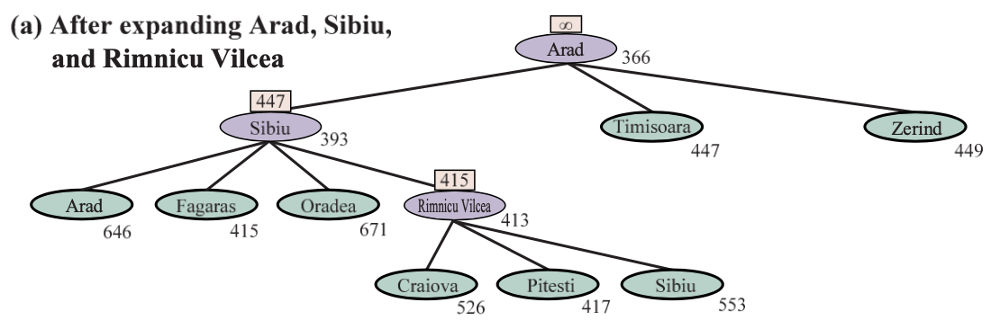 (a) After expanding Arad, Sibiu,
and Rimnicu Vilcea
∞
Arad
366
447
Sibiu
393
Timisoara
447
Zerind
449
Arad
646
Fagaras
415
Oradea
671
415
Rimnicu Vilcea
413
Craiova
526
Pitesti
417
Sibiu
553